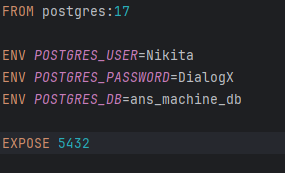 FROM postgres:17
ENV POSTGRES_USER=Nikita
ENV POSTGRES_PASSWORD=DialogX
ENV POSTGRES_DB=ans_machine_db
EXPOSE 5432